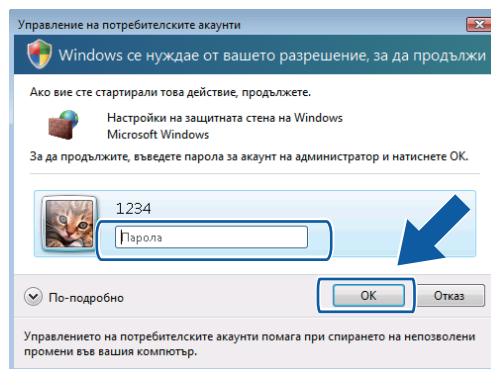 Управление на потребителските акаунти
Windows се нуждае от вашето разрешение, за да продължи
Ако вие сте стартирали това действие, продължете.
Настройки на защитната стена на Windows
Microsoft Windows
За да продължите, въведете парола за акаунт на администратор и натиснете OK.
1234
Парола
По-подробно
OK
Отказ
Управлението на потребителските акаунти помага при спирането на непозволени
промени във вашия компютър.